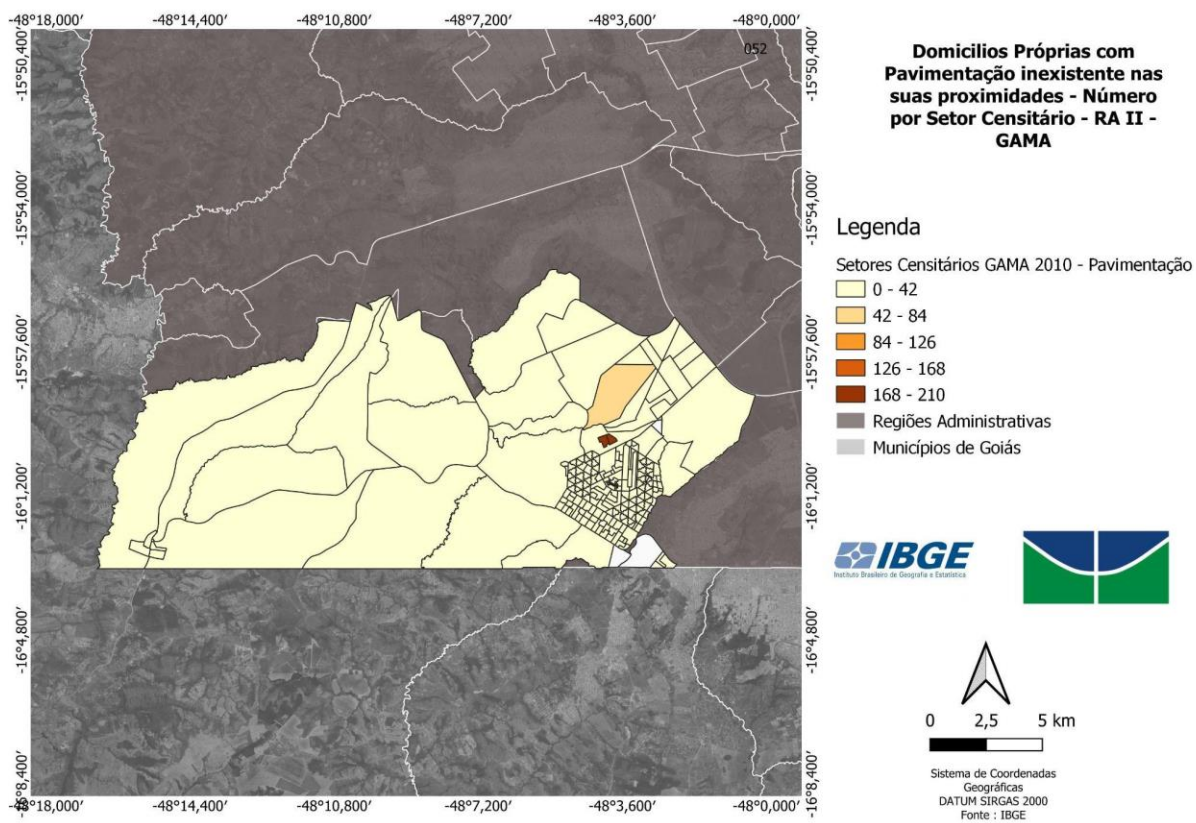 -48°18,000′ -48°14,400′ -48°10,800′ -48°7,200′ -48°3,600′ -48°0,000′
-15°50,400′ -15°50,400′
052
-15°54,000′ -15°54,000′
-15°57,600′ -15°57,600′
-16°1,200′ -16°1,200′
-16°4,800′ -16°4,800′
-16°8,400′ -16°8,400′
-48°18,000′ -48°14,400′ -48°10,800′ -48°7,200′ -48°3,600′ -48°0,000′
Domicilios Próprias com
Pavimentação inexistente nas
suas proximidades - Número
por Setor Censitário - RA II -
GAMA
Legenda
Setores Censitários GAMA 2010 - Pavimentação
0 - 42
42 - 84
84 - 126
126 - 168
168 - 210
Regiões Administrativas
Municípios de Goiás
IBGE
Instituto Brasileiro de Geografia e Estatística
0 2,5 5 km
Sistema de Coordenadas
Geográficas
DATUM SIRGAS 2000
Fonte : IBGE